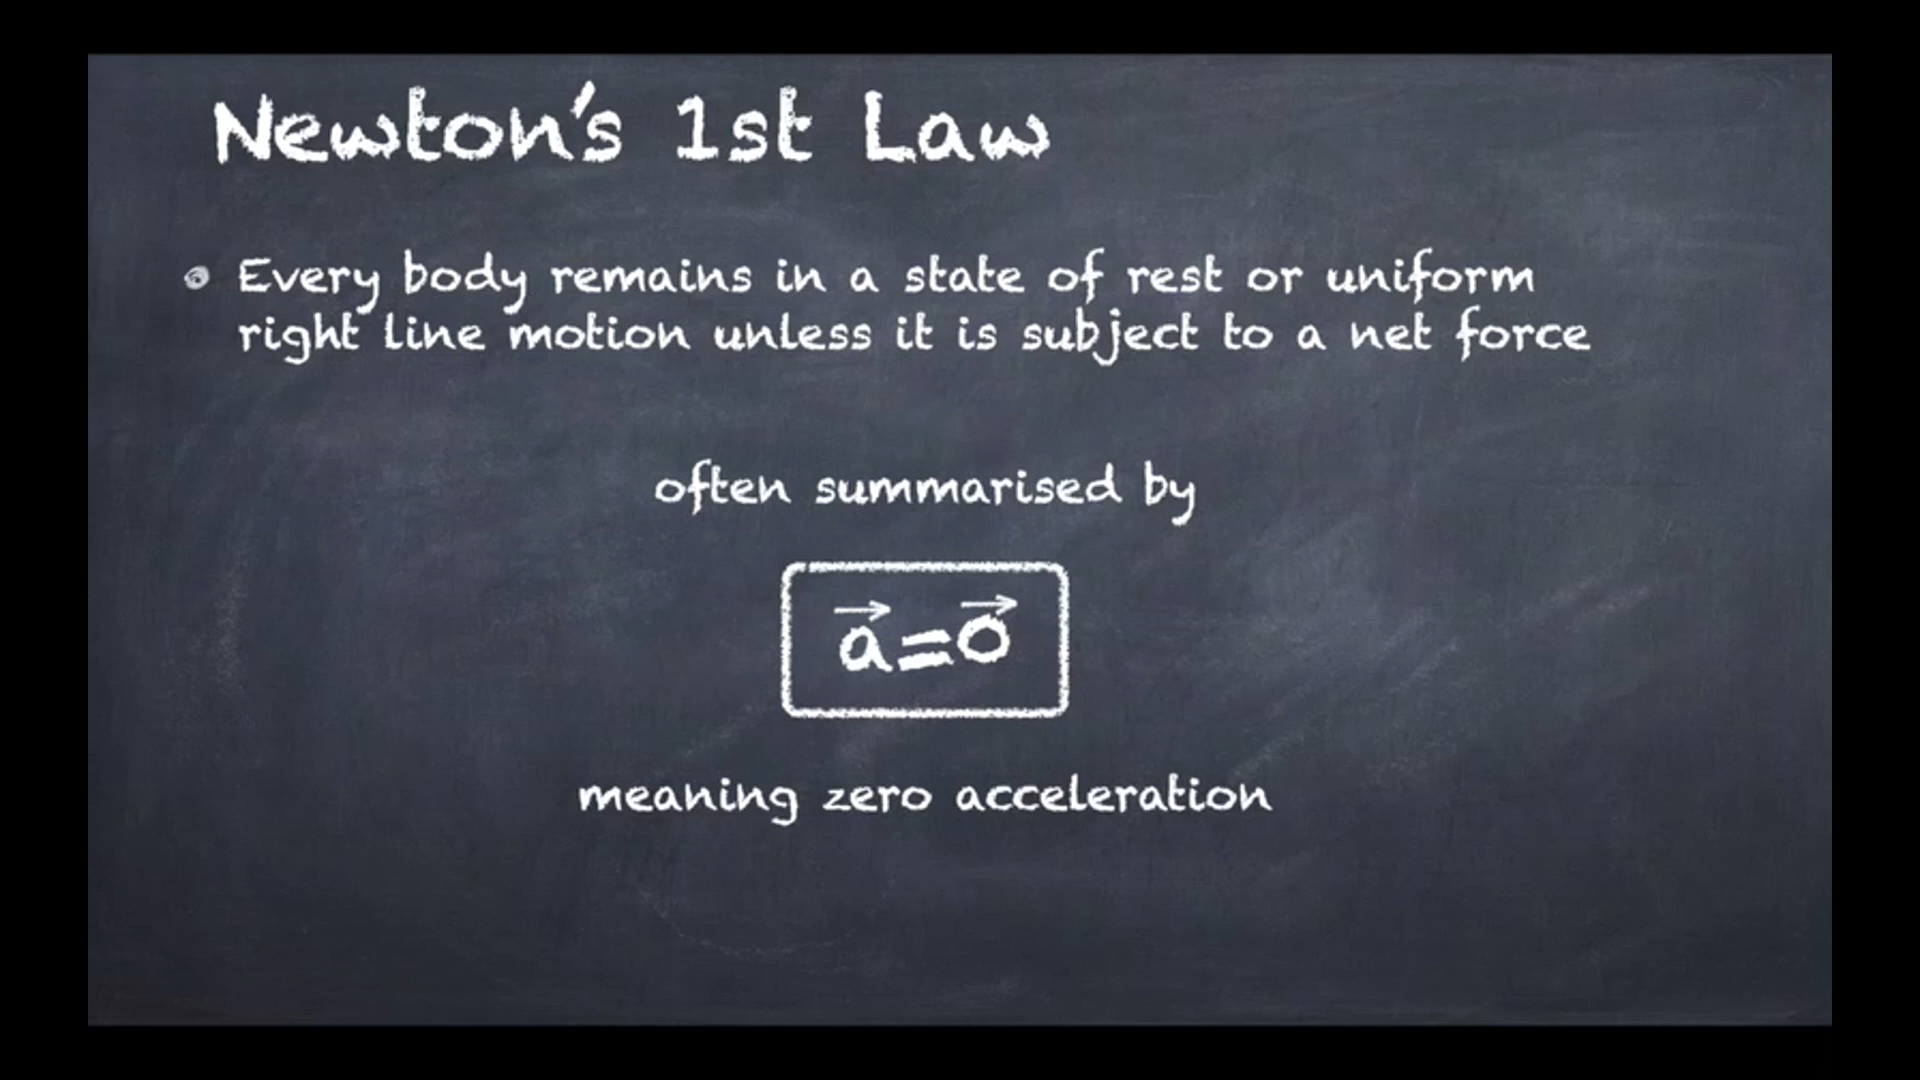 Newton's 1st Law
Every body remains in a state of rest or uniform
right line motion unless it is subject to a net force
often summarised by
a⃗=0⃗
meaning zero acceleration